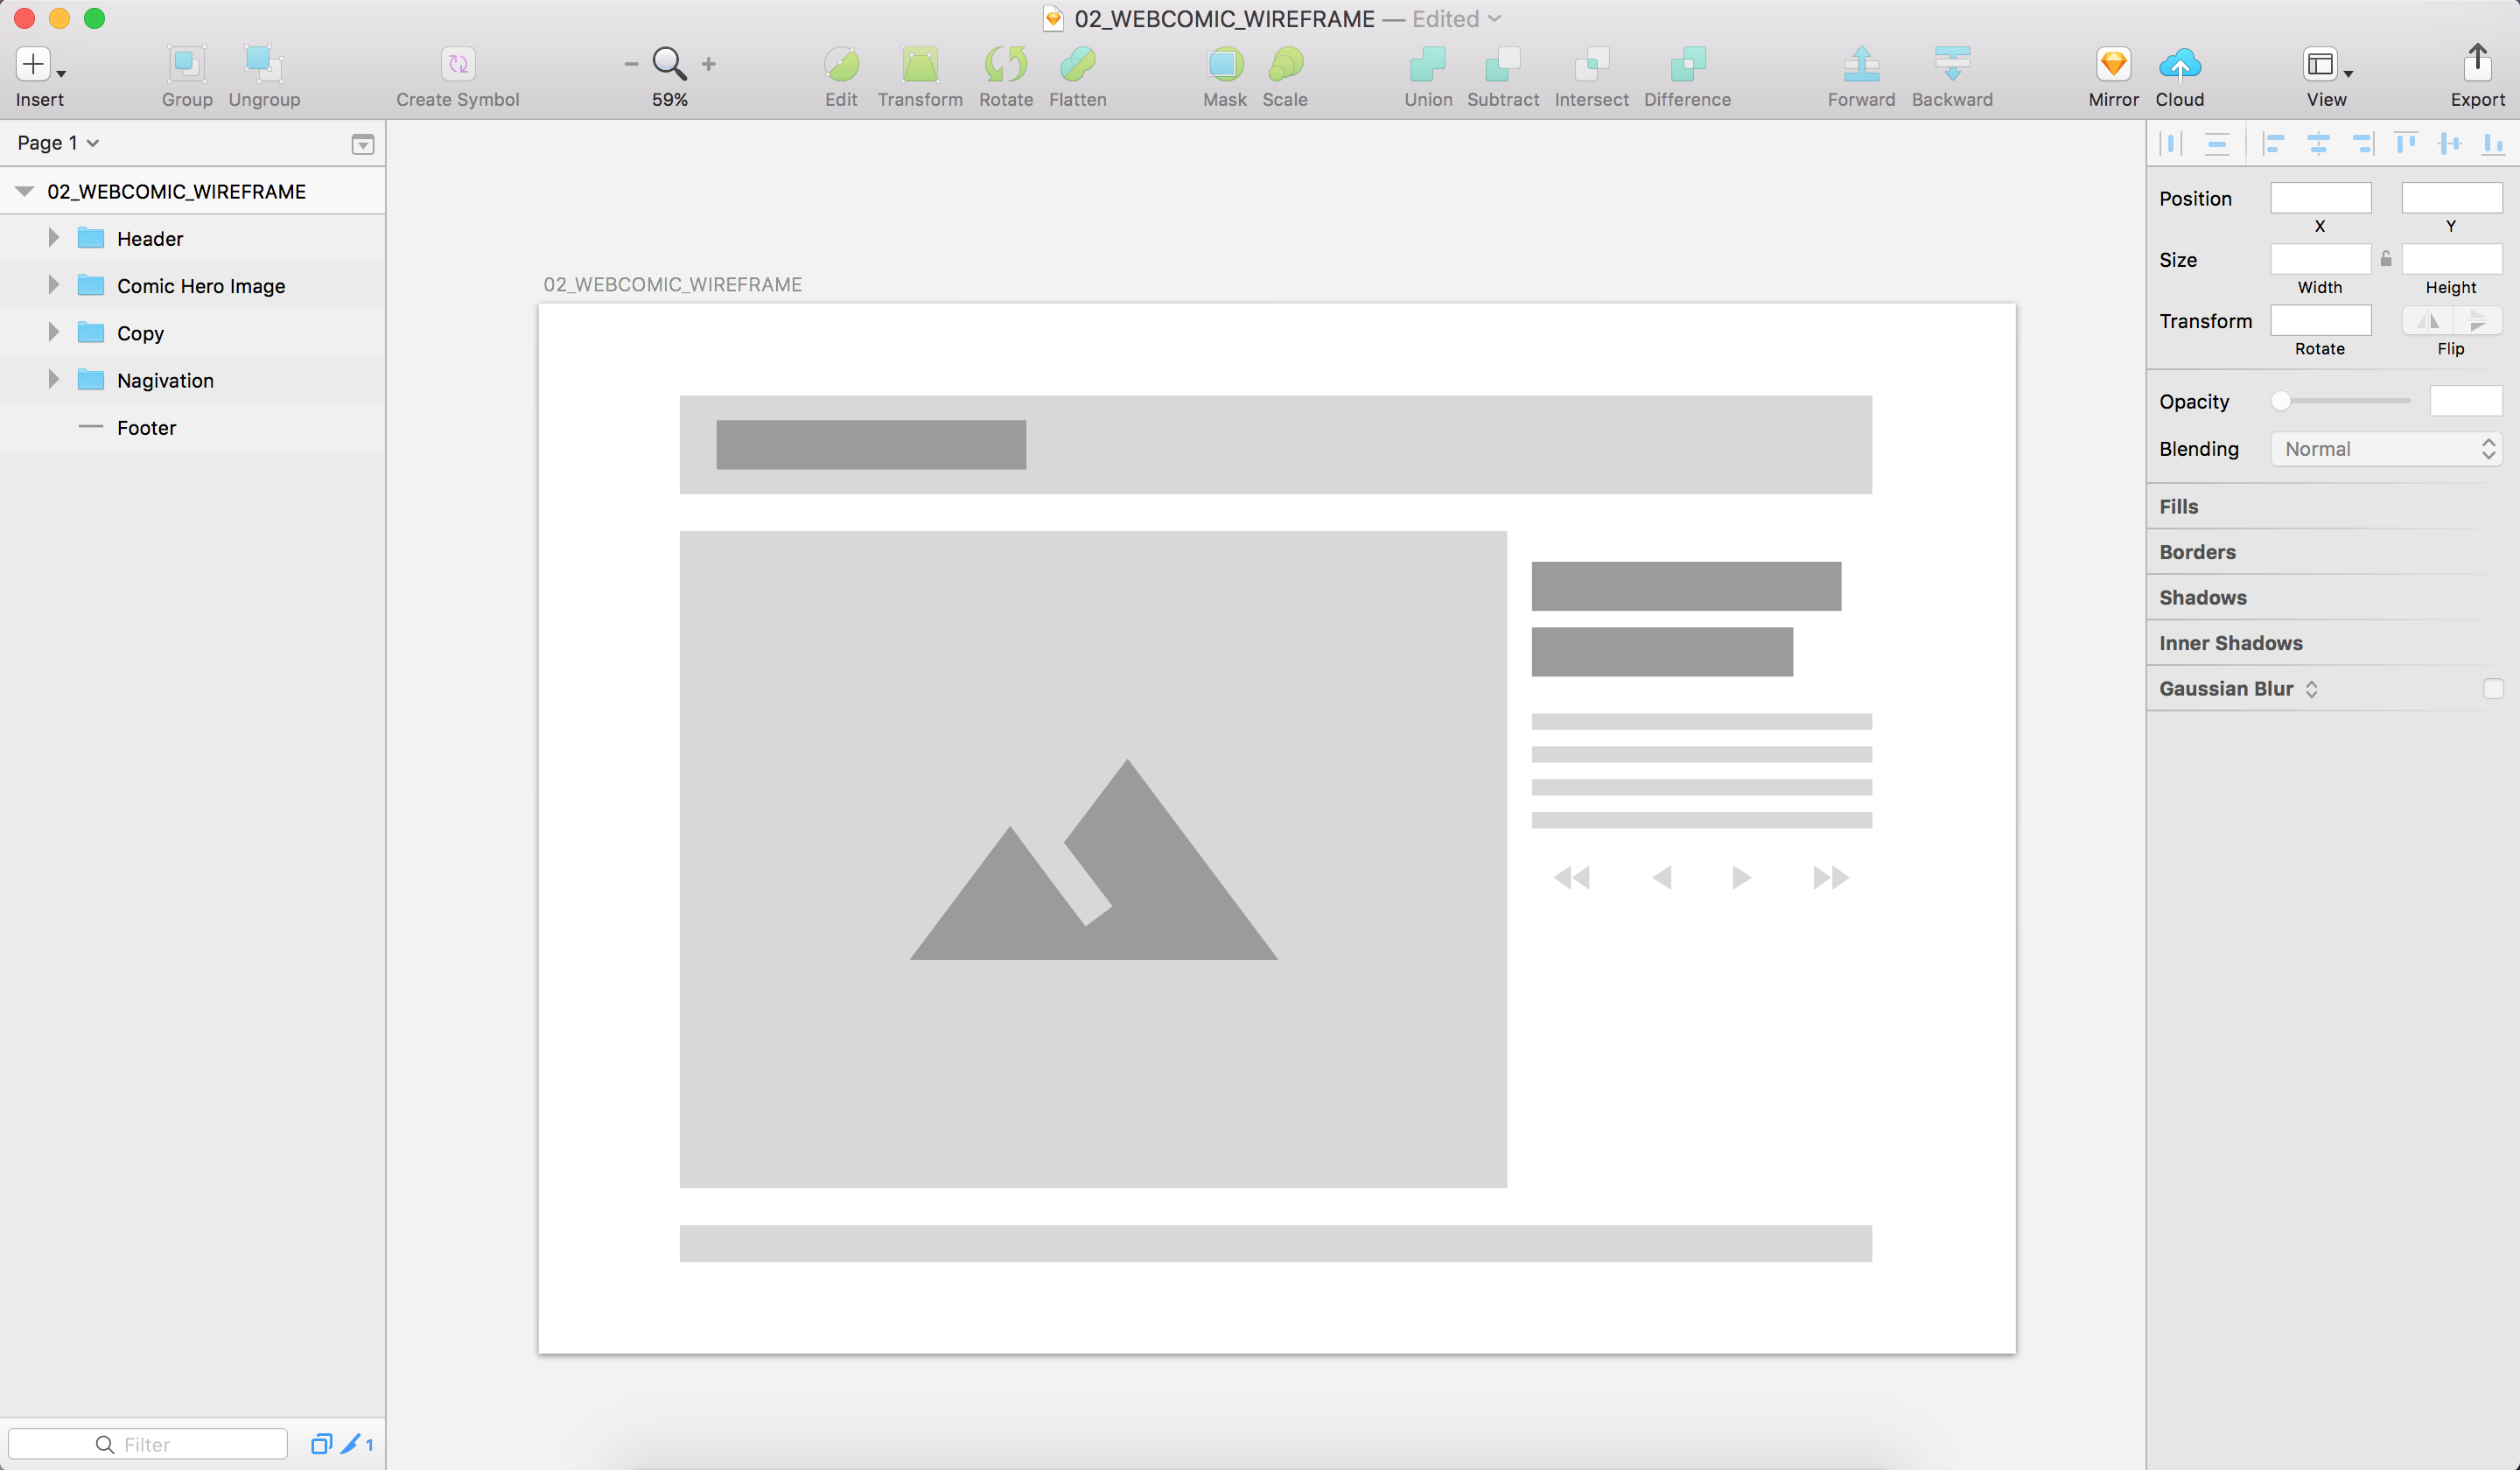 02_WEBCOMIC_WIREFRAME — Edited
Insert Group Ungroup Create Symbol 59% Edit Transform Rotate Flatten Mask Scale Union Subtract Intersect Difference Forward Backward Mirror Cloud View Export
Page 1
02_WEBCOMIC_WIREFRAME
Header
Comic Hero Image
Copy
Nagivation
Footer
Filter
1
02_WEBCOMIC_WIREFRAME
Position
X Y
Size
Width Height
Transform
Rotate Flip
Opacity
Blending Normal
Fills
Borders
Shadows
Inner Shadows
Gaussian Blur